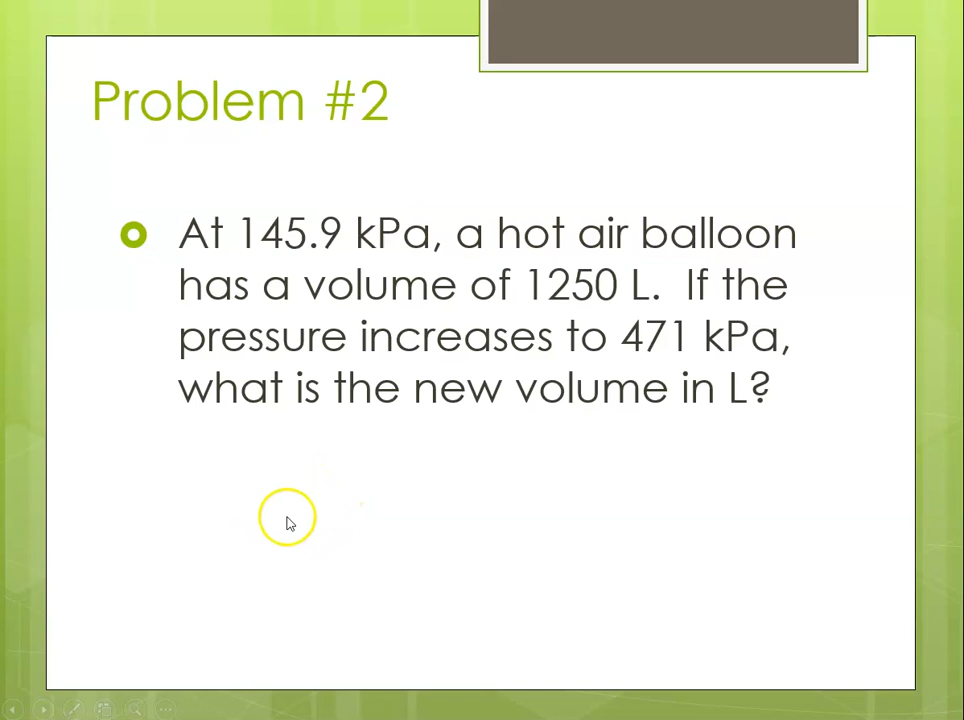 Problem #2
At 145.9 kPa, a hot air balloon
has a volume of 1250 L.  If the
pressure increases to 471 kPa,
what is the new volume in L?